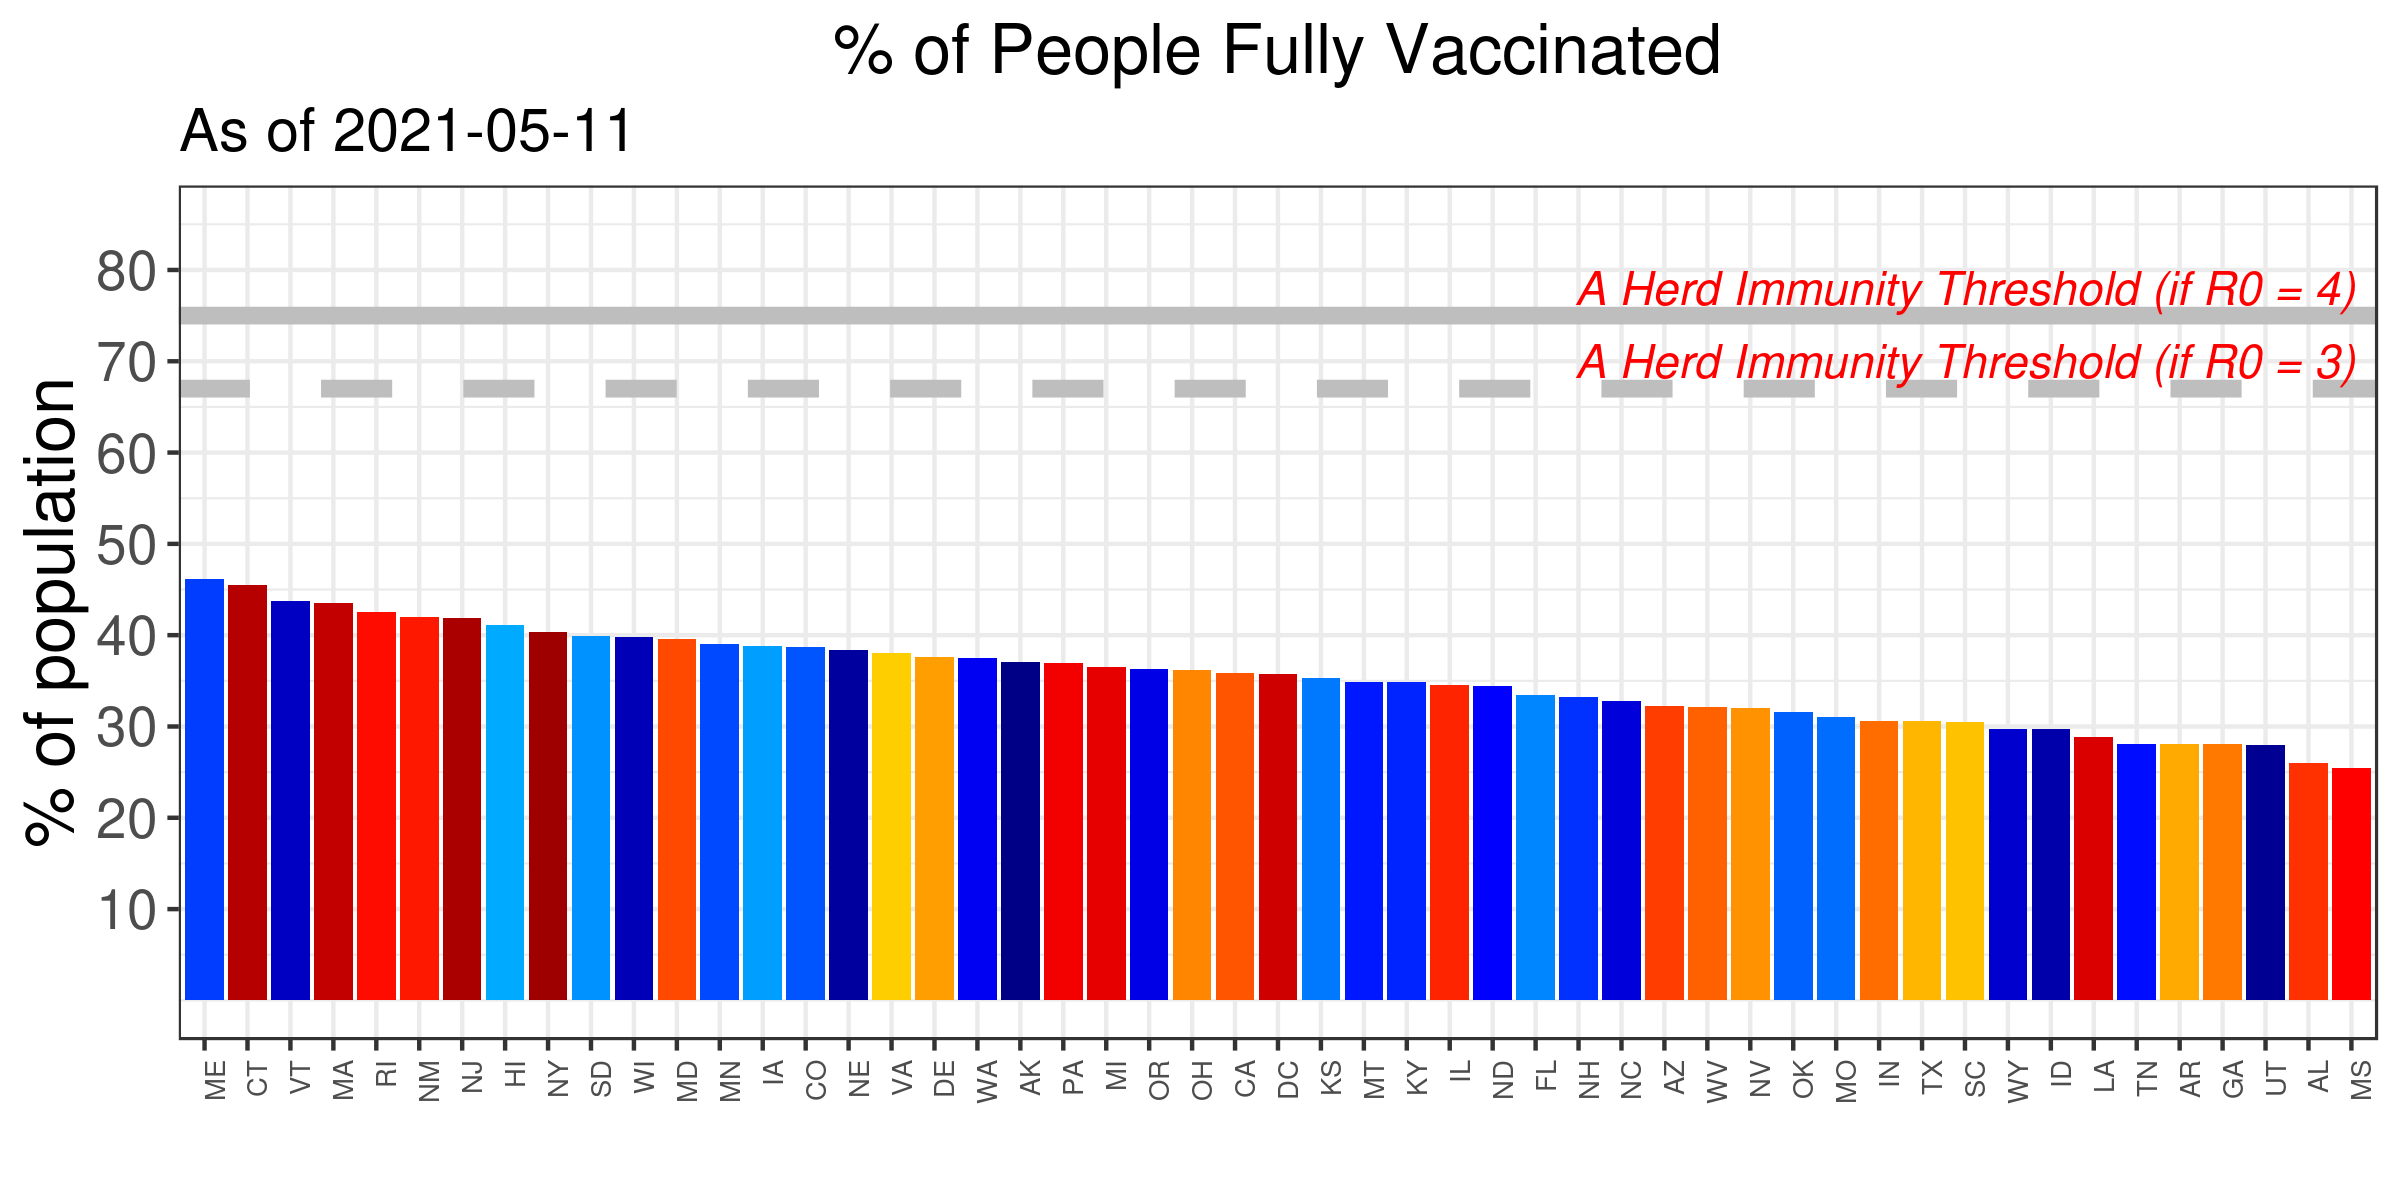 % of People Fully Vaccinated
As of 2021-05-11
% of population
80
70
60
50
40
30
20
10
A Herd Immunity Threshold (if R0 = 4)
A Herd Immunity Threshold (if R0 = 3)
ME CT VT MA RI NM NJ HI NY SD WI MD MN IA CO NE VA DE WA AK PA MI OR OH CA DC KS MT KY IL ND FL NH NC AZ WV NV OK MO IN TX SC WY ID LA TN AR GA UT AL MS